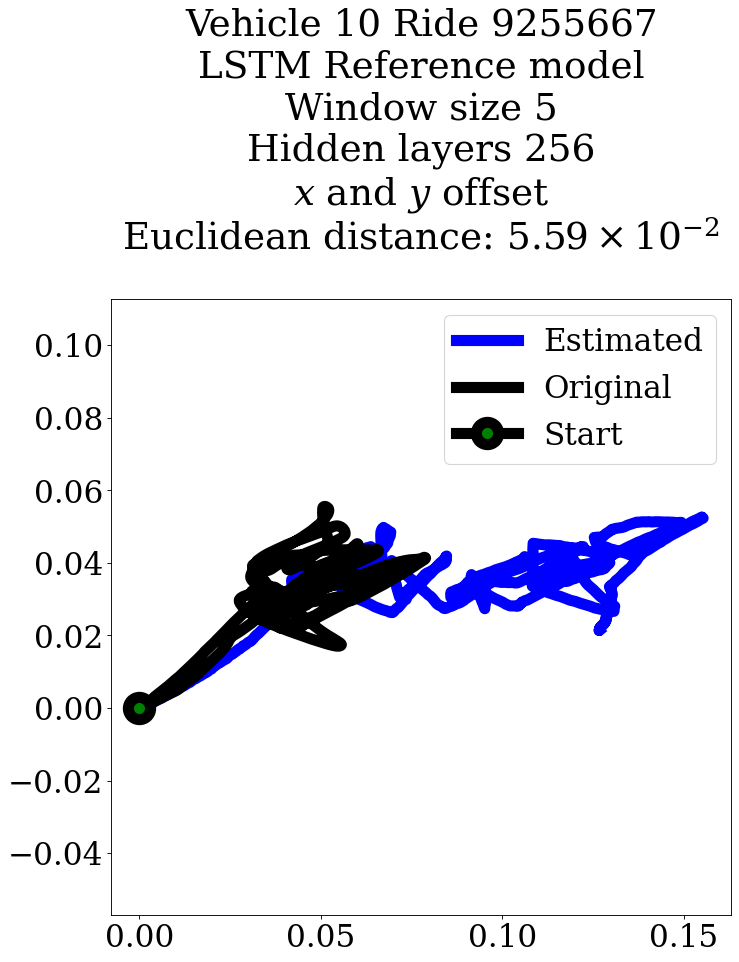 Vehicle 10 Ride 9255667
LSTM Reference model
Window size 5
Hidden layers 256
x and y offset
Euclidean distance: 5.59 × 10⁻²
Estimated
Original
Start
0.10
0.08
0.06
0.04
0.02
0.00
−0.02
−0.04
0.00 0.05 0.10 0.15